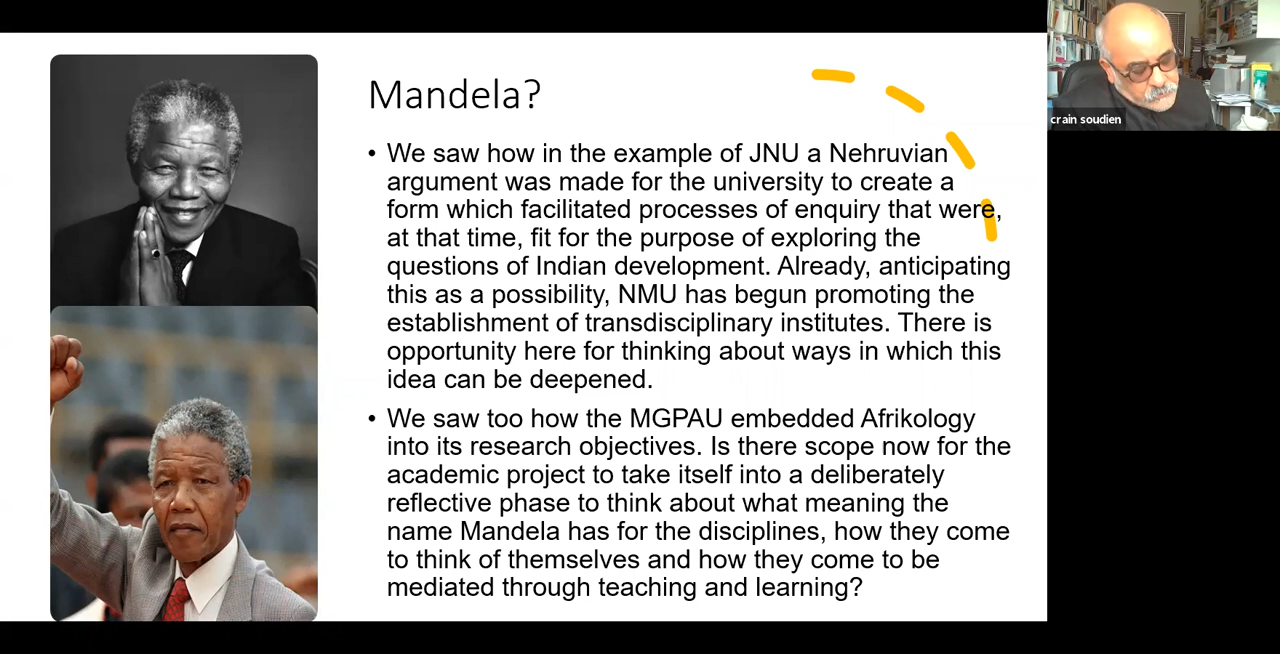 Mandela?
• We saw how in the example of JNU a Nehruvian
argument was made for the university to create a
form which facilitated processes of enquiry that were,
at that time, fit for the purpose of exploring the
questions of Indian development. Already, anticipating
this as a possibility, NMU has begun promoting the
establishment of transdisciplinary institutes. There is
opportunity here for thinking about ways in which this
idea can be deepened.
• We saw too how the MGPAU embedded Afrikology
into its research objectives. Is there scope now for the
academic project to take itself into a deliberately
reflective phase to think about what meaning the
name Mandela has for the disciplines, how they come
to think of themselves and how they come to be
mediated through teaching and learning?
crain soudien